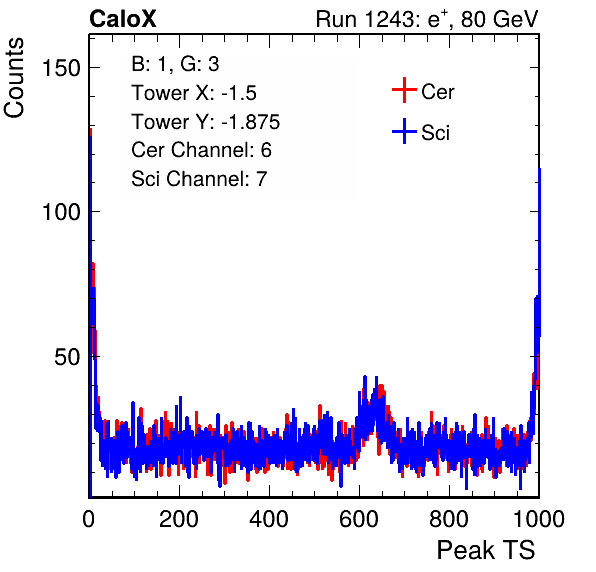 CaloX Run 1243: e⁺, 80 GeV
Counts
150
100
50
B: 1, G: 3
Tower X: -1.5
Tower Y: -1.875
Cer Channel: 6
Sci Channel: 7
Cer
Sci
0 200 400 600 800 1000
Peak TS